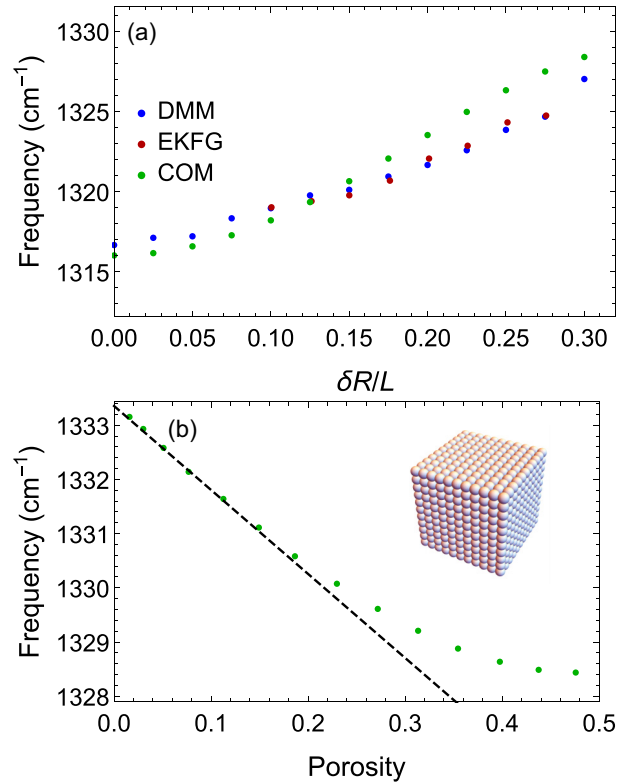 (a)
1330
1325
1320
1315
Frequency (cm⁻¹)
DMM
EKFG
COM
0.00 0.05 0.10 0.15 0.20 0.25 0.30
δR/L
(b)
1333
1332
1331
1330
1329
1328
Frequency (cm⁻¹)
0.0 0.1 0.2 0.3 0.4 0.5
Porosity